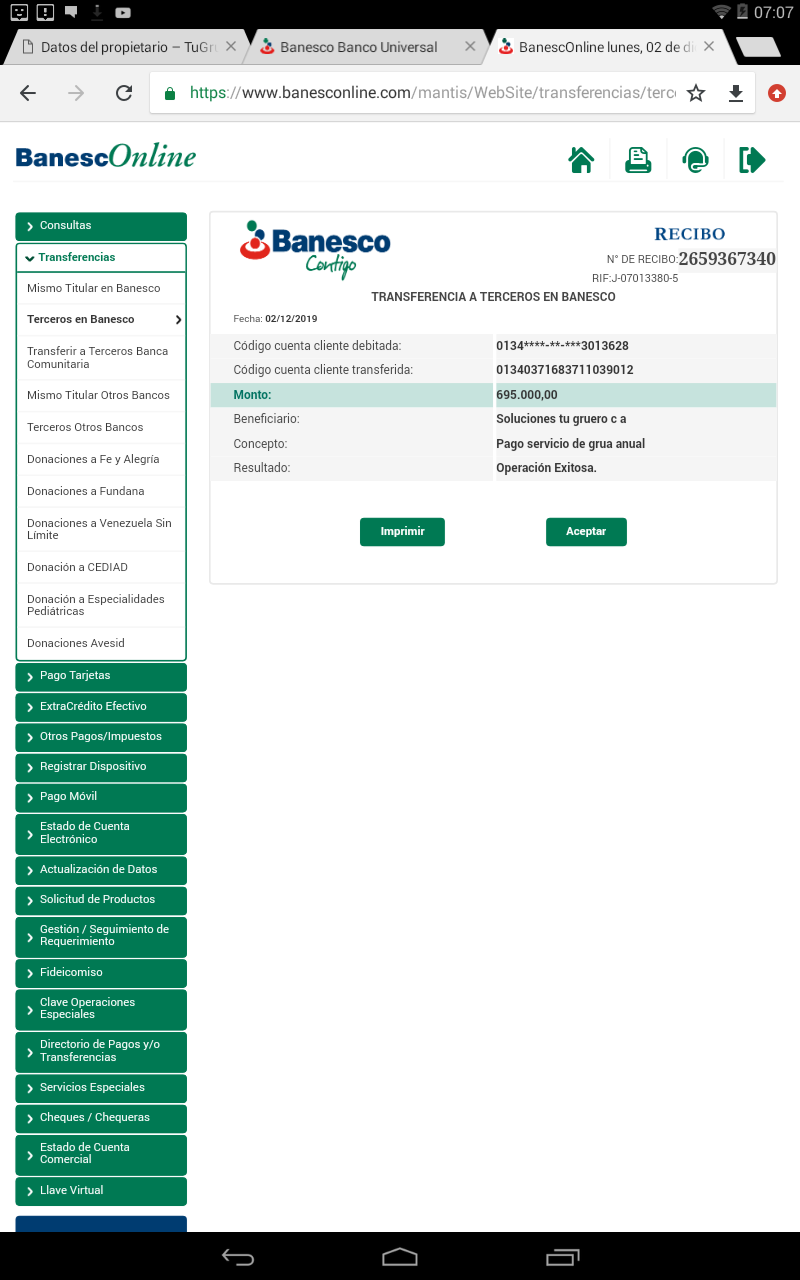 07:07
Datos del propietario – TuGru
Banesco Banco Universal
BanescOnline lunes, 02 de di
https://www.banesconline.com/mantis/WebSite/transferencias/terc
BanescOnline
Consultas
Transferencias
Mismo Titular en Banesco
Terceros en Banesco
Transferir a Terceros Banca
Comunitaria
Mismo Titular Otros Bancos
Terceros Otros Bancos
Donaciones a Fe y Alegría
Donaciones a Fundana
Donaciones a Venezuela Sin
Límite
Donación a CEDIAD
Donación a Especialidades
Pediátricas
Donaciones Avesid
Pago Tarjetas
ExtraCrédito Efectivo
Otros Pagos/Impuestos
Registrar Dispositivo
Pago Móvil
Estado de Cuenta
Electrónico
Actualización de Datos
Solicitud de Productos
Gestión / Seguimiento de
Requerimiento
Fideicomiso
Clave Operaciones
Especiales
Directorio de Pagos y/o
Transferencias
Servicios Especiales
Cheques / Chequeras
Estado de Cuenta
Comercial
Llave Virtual
Banesco
Contigo
RECIBO
N° DE RECIBO:2659367340
RIF:J-07013380-5
TRANSFERENCIA A TERCEROS EN BANESCO
Fecha: 02/12/2019
Código cuenta cliente debitada: 0134****-**-***3013628
Código cuenta cliente transferida: 01340371683711039012
Monto: 695.000,00
Beneficiario: Soluciones tu gruero c a
Concepto: Pago servicio de grua anual
Resultado: Operación Exitosa.
Imprimir Aceptar